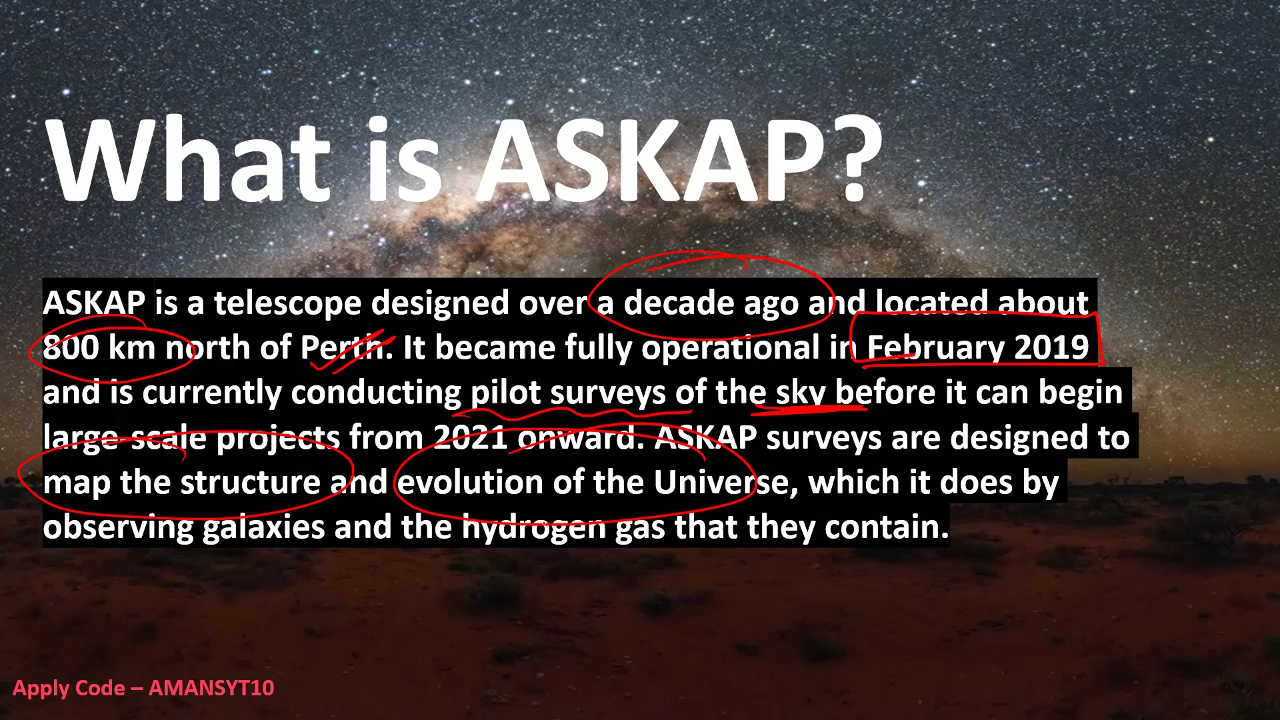 What is ASKAP?
ASKAP is a telescope designed over a decade ago and located about
800 km north of Perth. It became fully operational in February 2019
and is currently conducting pilot surveys of the sky before it can begin
large-scale projects from 2021 onward. ASKAP surveys are designed to
map the structure and evolution of the Universe, which it does by
observing galaxies and the hydrogen gas that they contain.
Apply Code – AMANSYT10